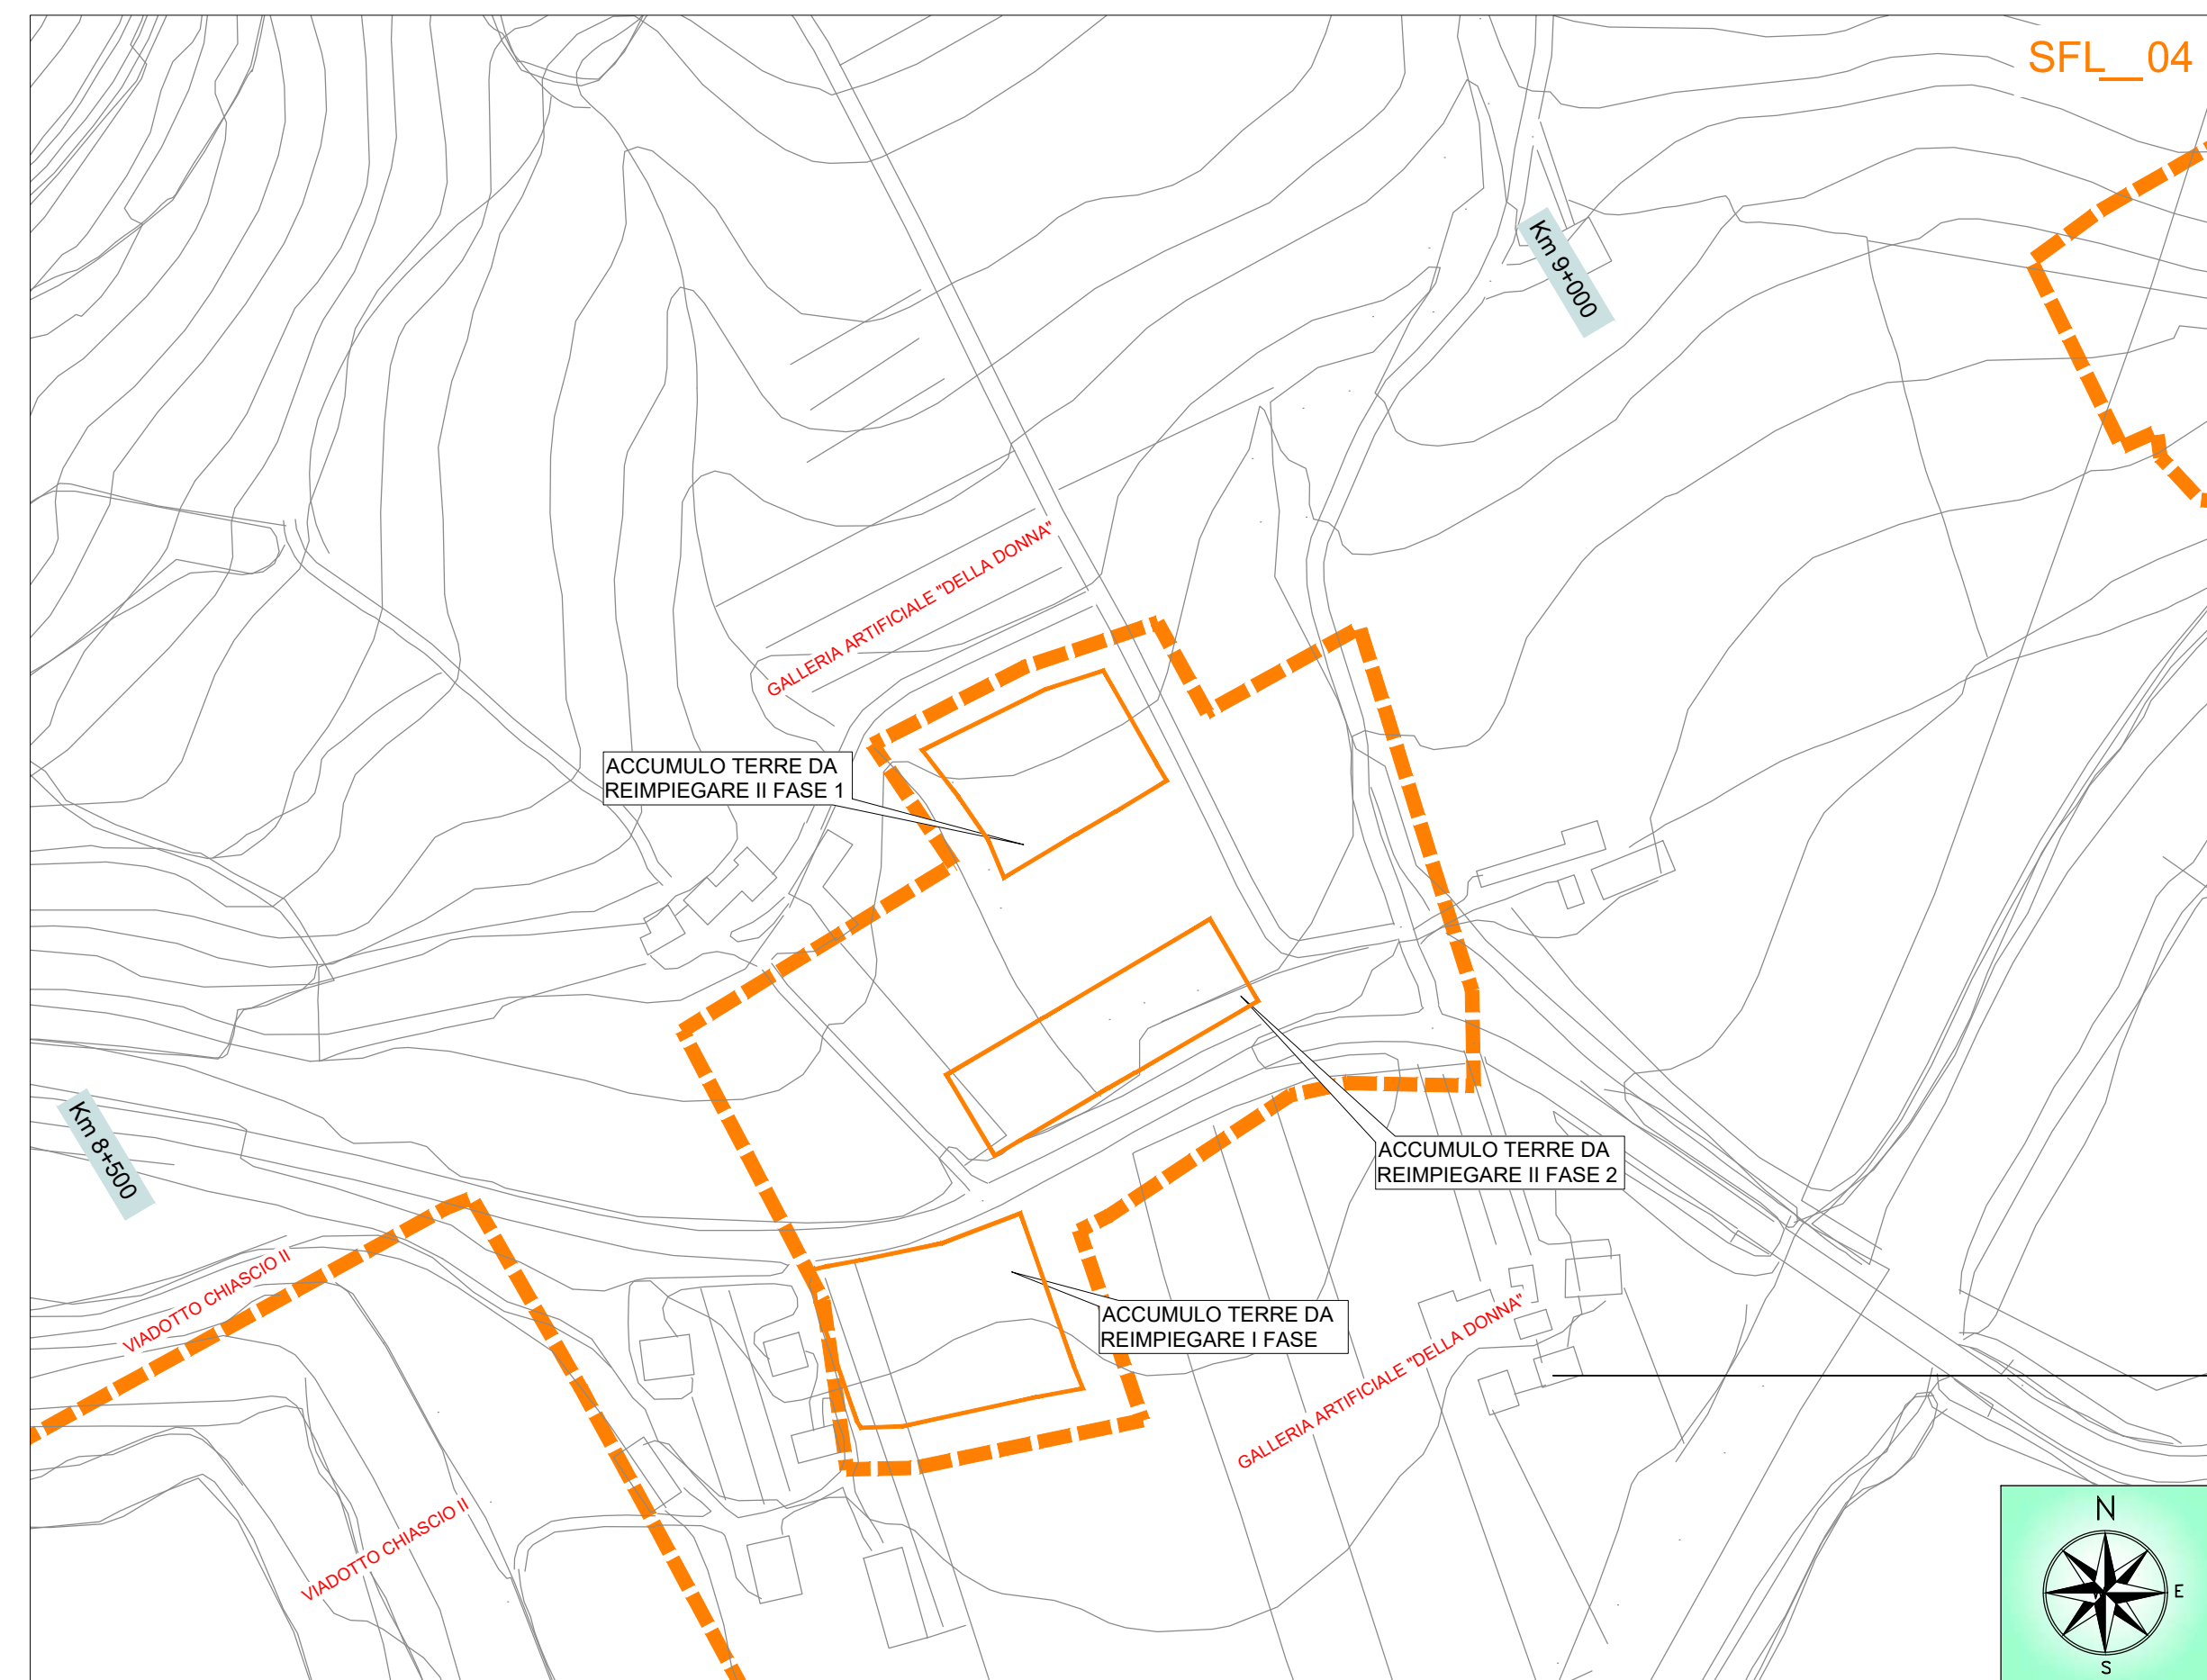 SFL__04
Km 9+000
GALLERIA ARTIFICIALE "DELLA DONNA"
ACCUMULO TERRE DA
REIMPIEGARE II FASE 1
Km 8+500
ACCUMULO TERRE DA
REIMPIEGARE II FASE 2
VIADOTTO CHIASCIO II
ACCUMULO TERRE DA
REIMPIEGARE I FASE
GALLERIA ARTIFICIALE "DELLA DONNA"
VIADOTTO CHIASCIO II
N
E
S